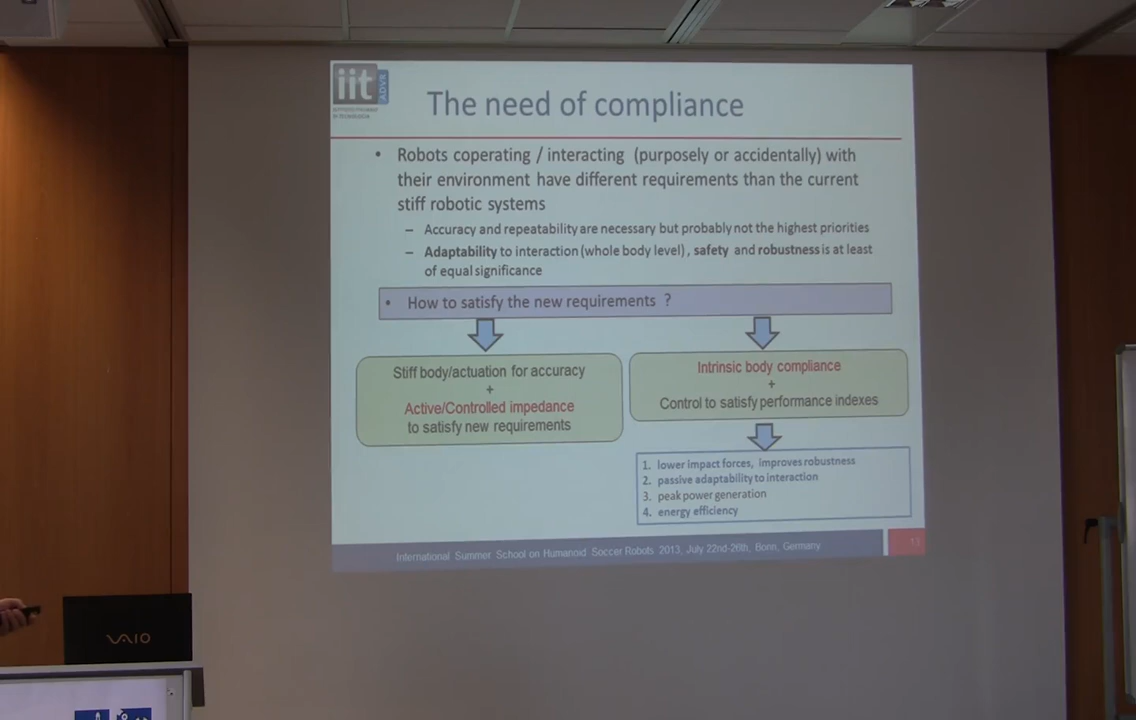 iit
ADVR
The need of compliance
• Robots coperating / interacting (purposely or accidentally) with
their environment have different requirements than the current
stiff robotic systems
– Accuracy and repeatability are necessary but probably not the highest priorities
– Adaptability to interaction (whole body level), safety and robustness is at least
of equal significance
• How to satisfy the new requirements ?
Stiff body/actuation for accuracy
+
Active/Controlled impedance
to satisfy new requirements
Intrinsic body compliance
+
Control to satisfy performance indexes
1. lower impact forces, improves robustness
2. passive adaptability to interaction
3. peak power generation
4. energy efficiency
International Summer School on Humanoid Soccer Robots 2013, July 22nd-26th, Bonn, Germany
13
VAIO